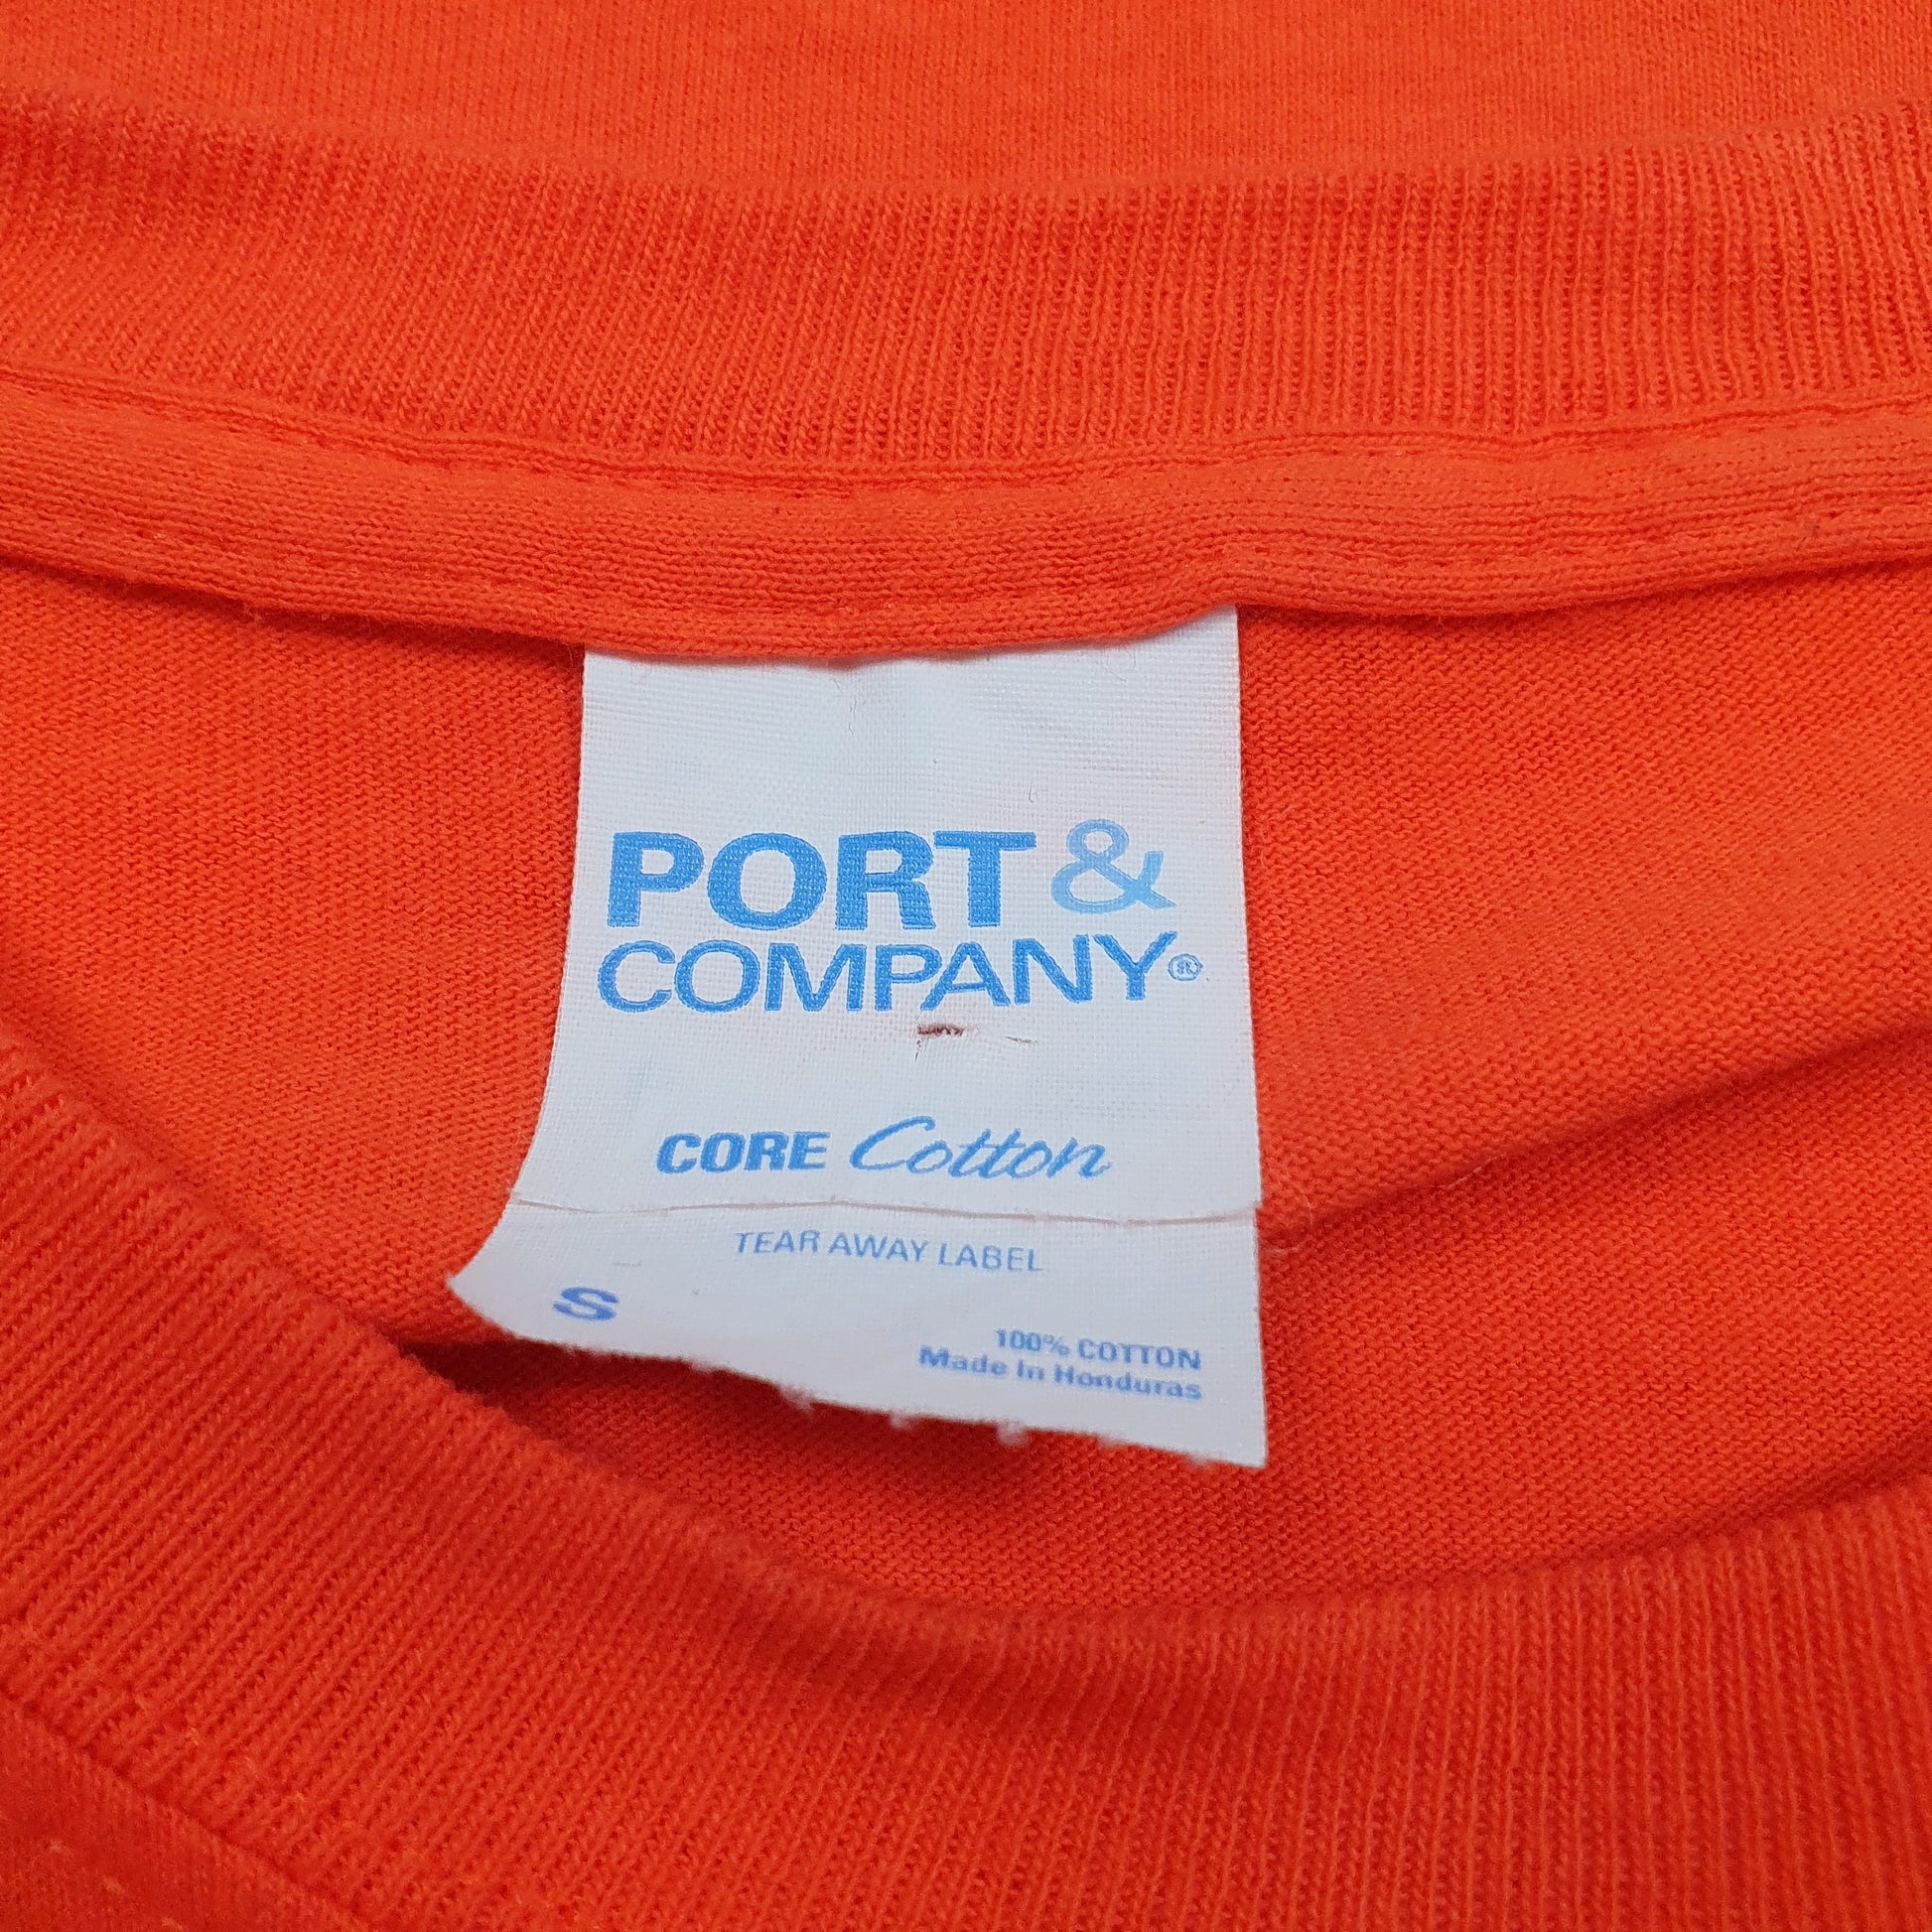 PORT &
COMPANY®
CORE Cotton
TEAR AWAY LABEL
S
100% COTTON
Made In Honduras